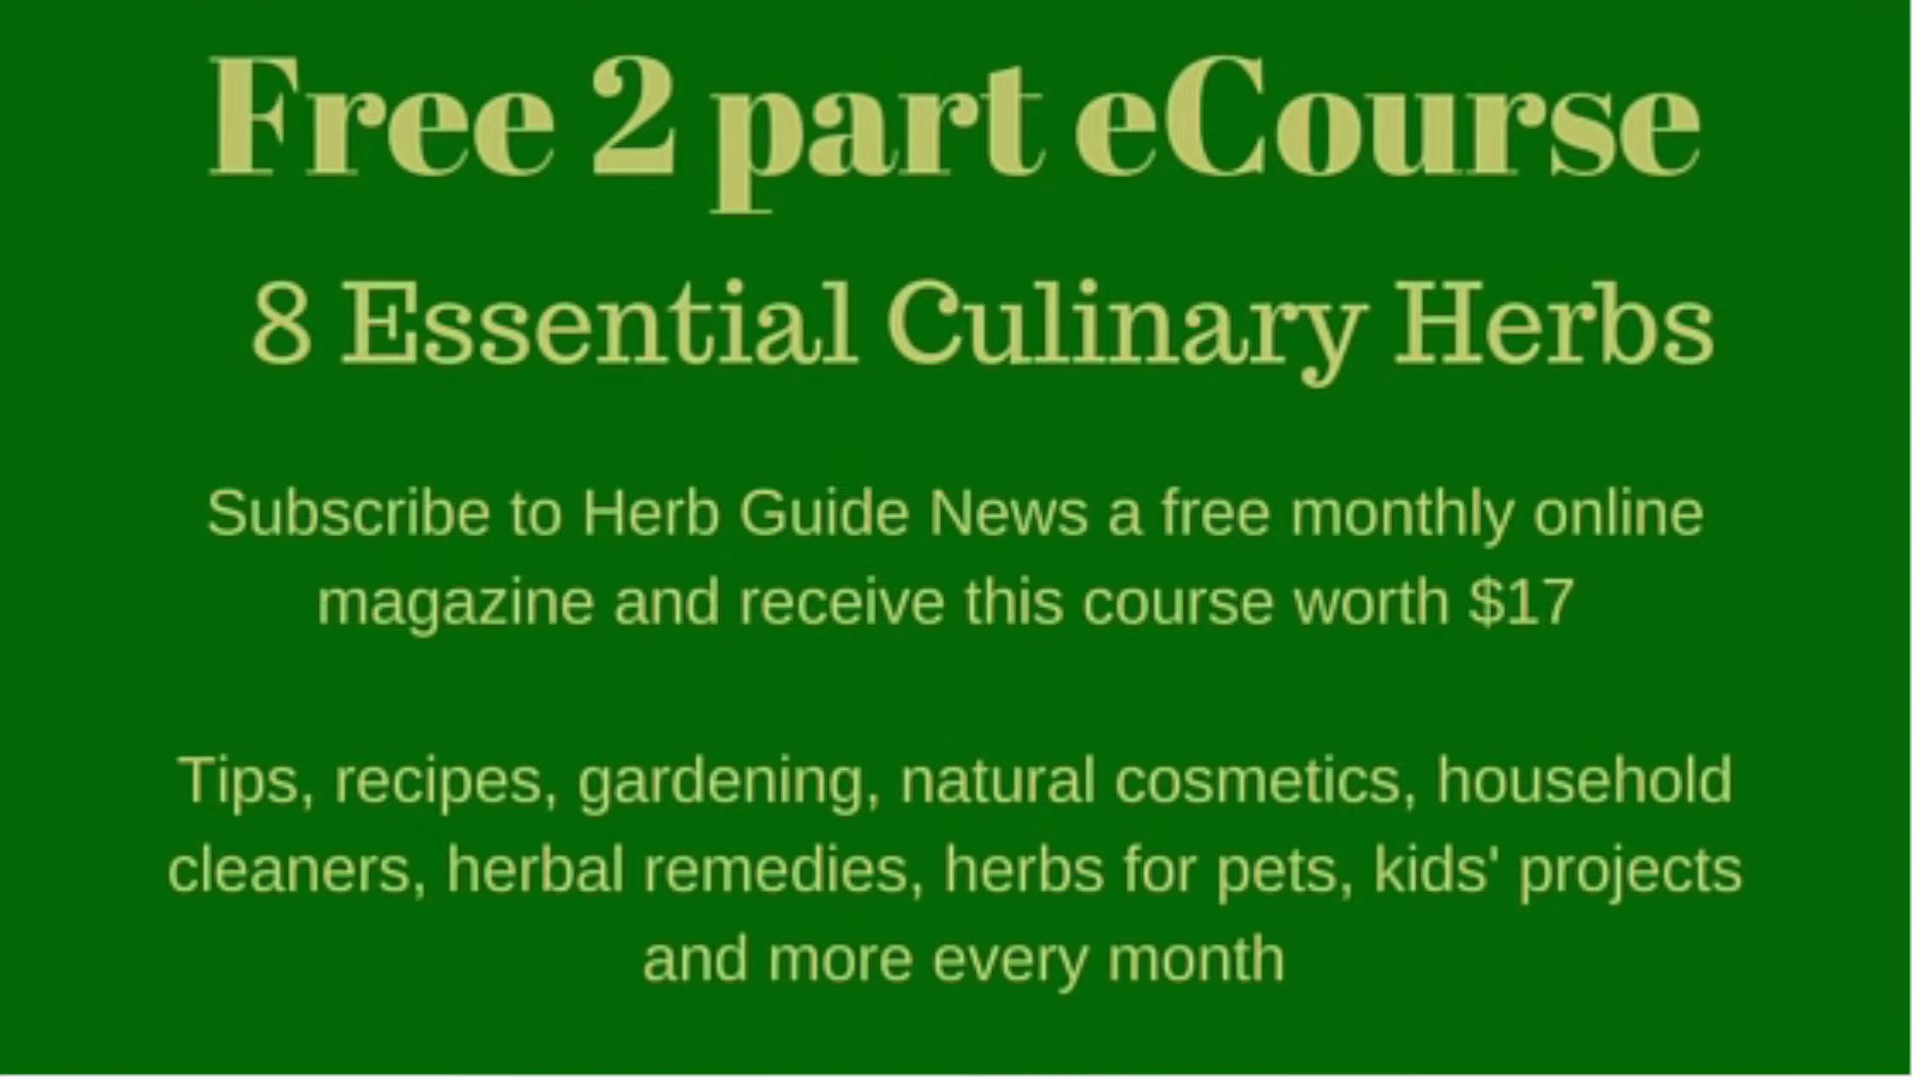 Free 2 part eCourse
8 Essential Culinary Herbs
Subscribe to Herb Guide News a free monthly online
magazine and receive this course worth $17
Tips, recipes, gardening, natural cosmetics, household
cleaners, herbal remedies, herbs for pets, kids' projects
and more every month